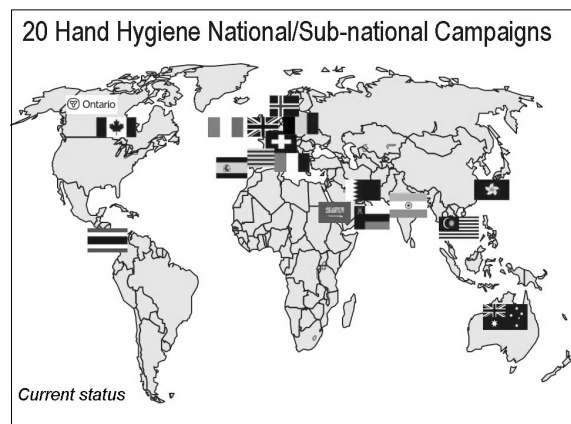 20 Hand Hygiene National/Sub-national Campaigns
Ontario
Current status